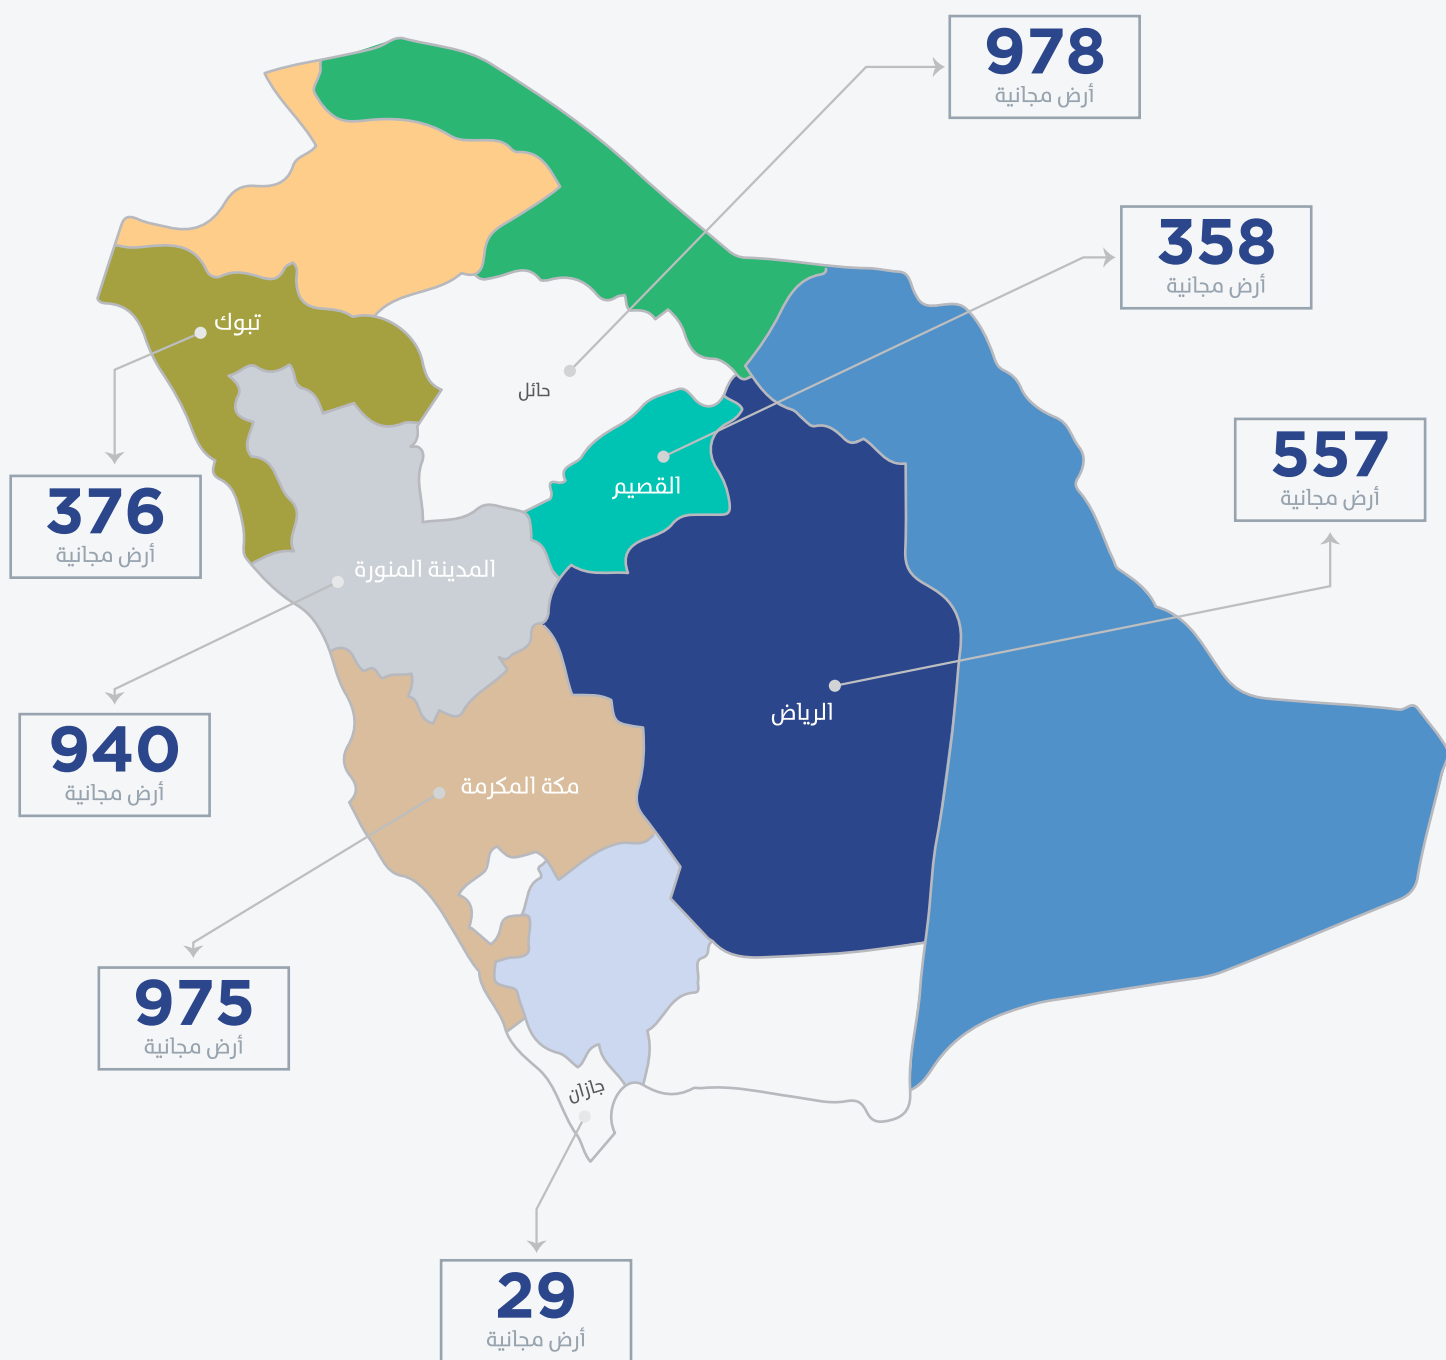 978
أرض مجانية
358
أرض مجانية
تبوك
حائل
557
أرض مجانية
القصيم
376
أرض مجانية
المدينة المنورة
الرياض
940
أرض مجانية
مكة المكرمة
975
أرض مجانية
جازان
29
أرض مجانية